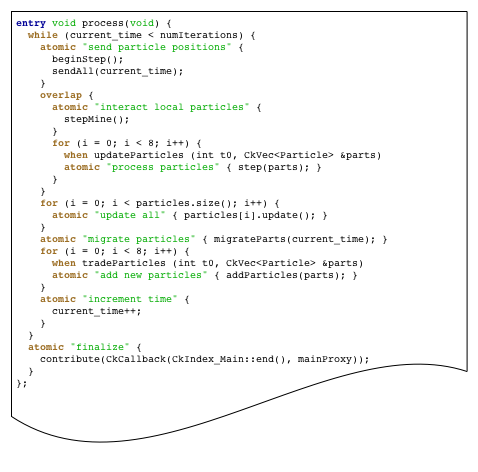 entry void process(void) {
  while (current_time < numIterations) {
    atomic "send particle positions" {
      beginStep();
      sendAll(current_time);
    }
    overlap {
      atomic "interact local particles" {
        stepMine();
      }
      for (i = 0; i < 8; i++) {
        when updateParticles (int t0, CkVec<Particle> &parts)
        atomic "process particles" { step(parts); }
      }
    }
    for (i = 0; i < particles.size(); i++) {
      atomic "update all" { particles[i].update(); }
    }
    atomic "migrate particles" { migrateParts(current_time); }
    for (i = 0; i < 8; i++) {
      when tradeParticles (int t0, CkVec<Particle> &parts)
      atomic "add new particles" { addParticles(parts); }
    }
    atomic "increment time" {
      current_time++;
    }
  }
  atomic "finalize" {
    contribute(CkCallback(CkIndex_Main::end(), mainProxy));
  }
};